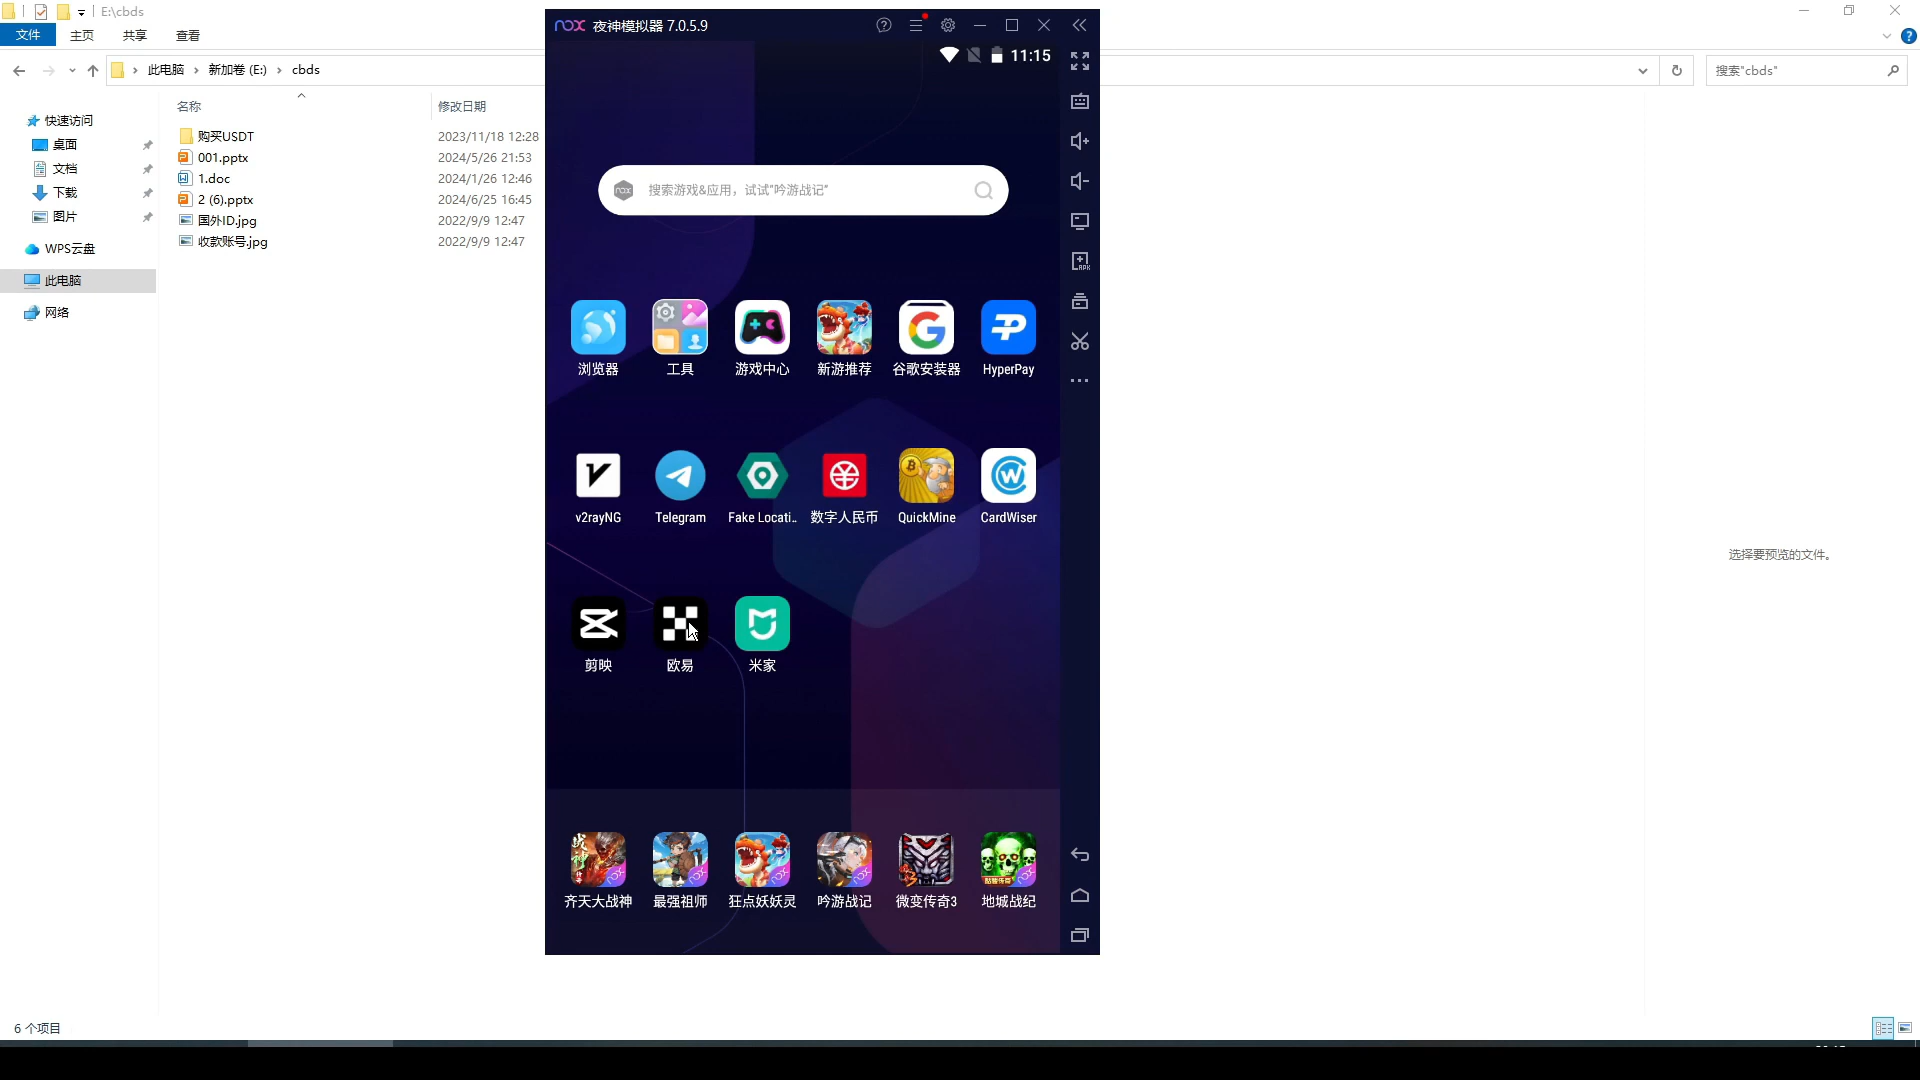 E:\cbds
文件 主页 共享 查看
此电脑 新加卷 (E:) cbds
搜索"cbds"
名称 修改日期
快速访问
桌面
文档
下载
图片
WPS云盘
此电脑
网络
购买USDT 2023/11/18 12:28
001.pptx 2024/5/26 21:53
1.doc 2024/1/26 12:46
2 (6).pptx 2024/6/25 16:45
国外ID.jpg 2022/9/9 12:47
收款账号.jpg 2022/9/9 12:47
nox 夜神模拟器 7.0.5.9
11:15
搜索游戏&应用，试试"吟游战记"
浏览器 工具 游戏中心 新游推荐 谷歌安装器 HyperPay
v2rayNG Telegram Fake Locati.. 数字人民币 QuickMine CardWiser
剪映 欧易 米家
齐天大战神 最强祖师 狂点妖妖灵 吟游战记 微变传奇3 地城战纪
选择要预览的文件。
6 个项目